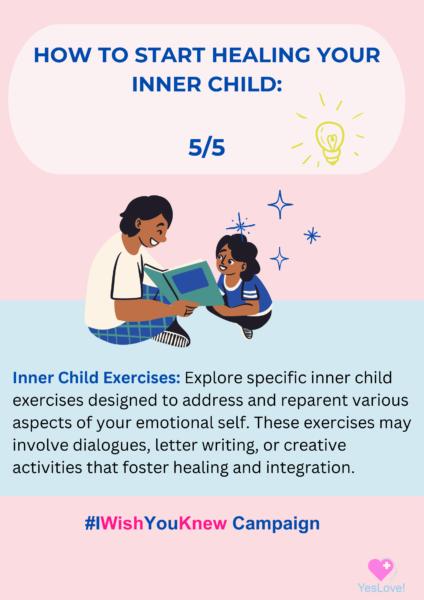 HOW TO START HEALING YOUR
INNER CHILD:
5/5
Inner Child Exercises: Explore specific inner child
exercises designed to address and reparent various
aspects of your emotional self. These exercises may
involve dialogues, letter writing, or creative
activities that foster healing and integration.
#IWishYouKnew Campaign
YesLove!